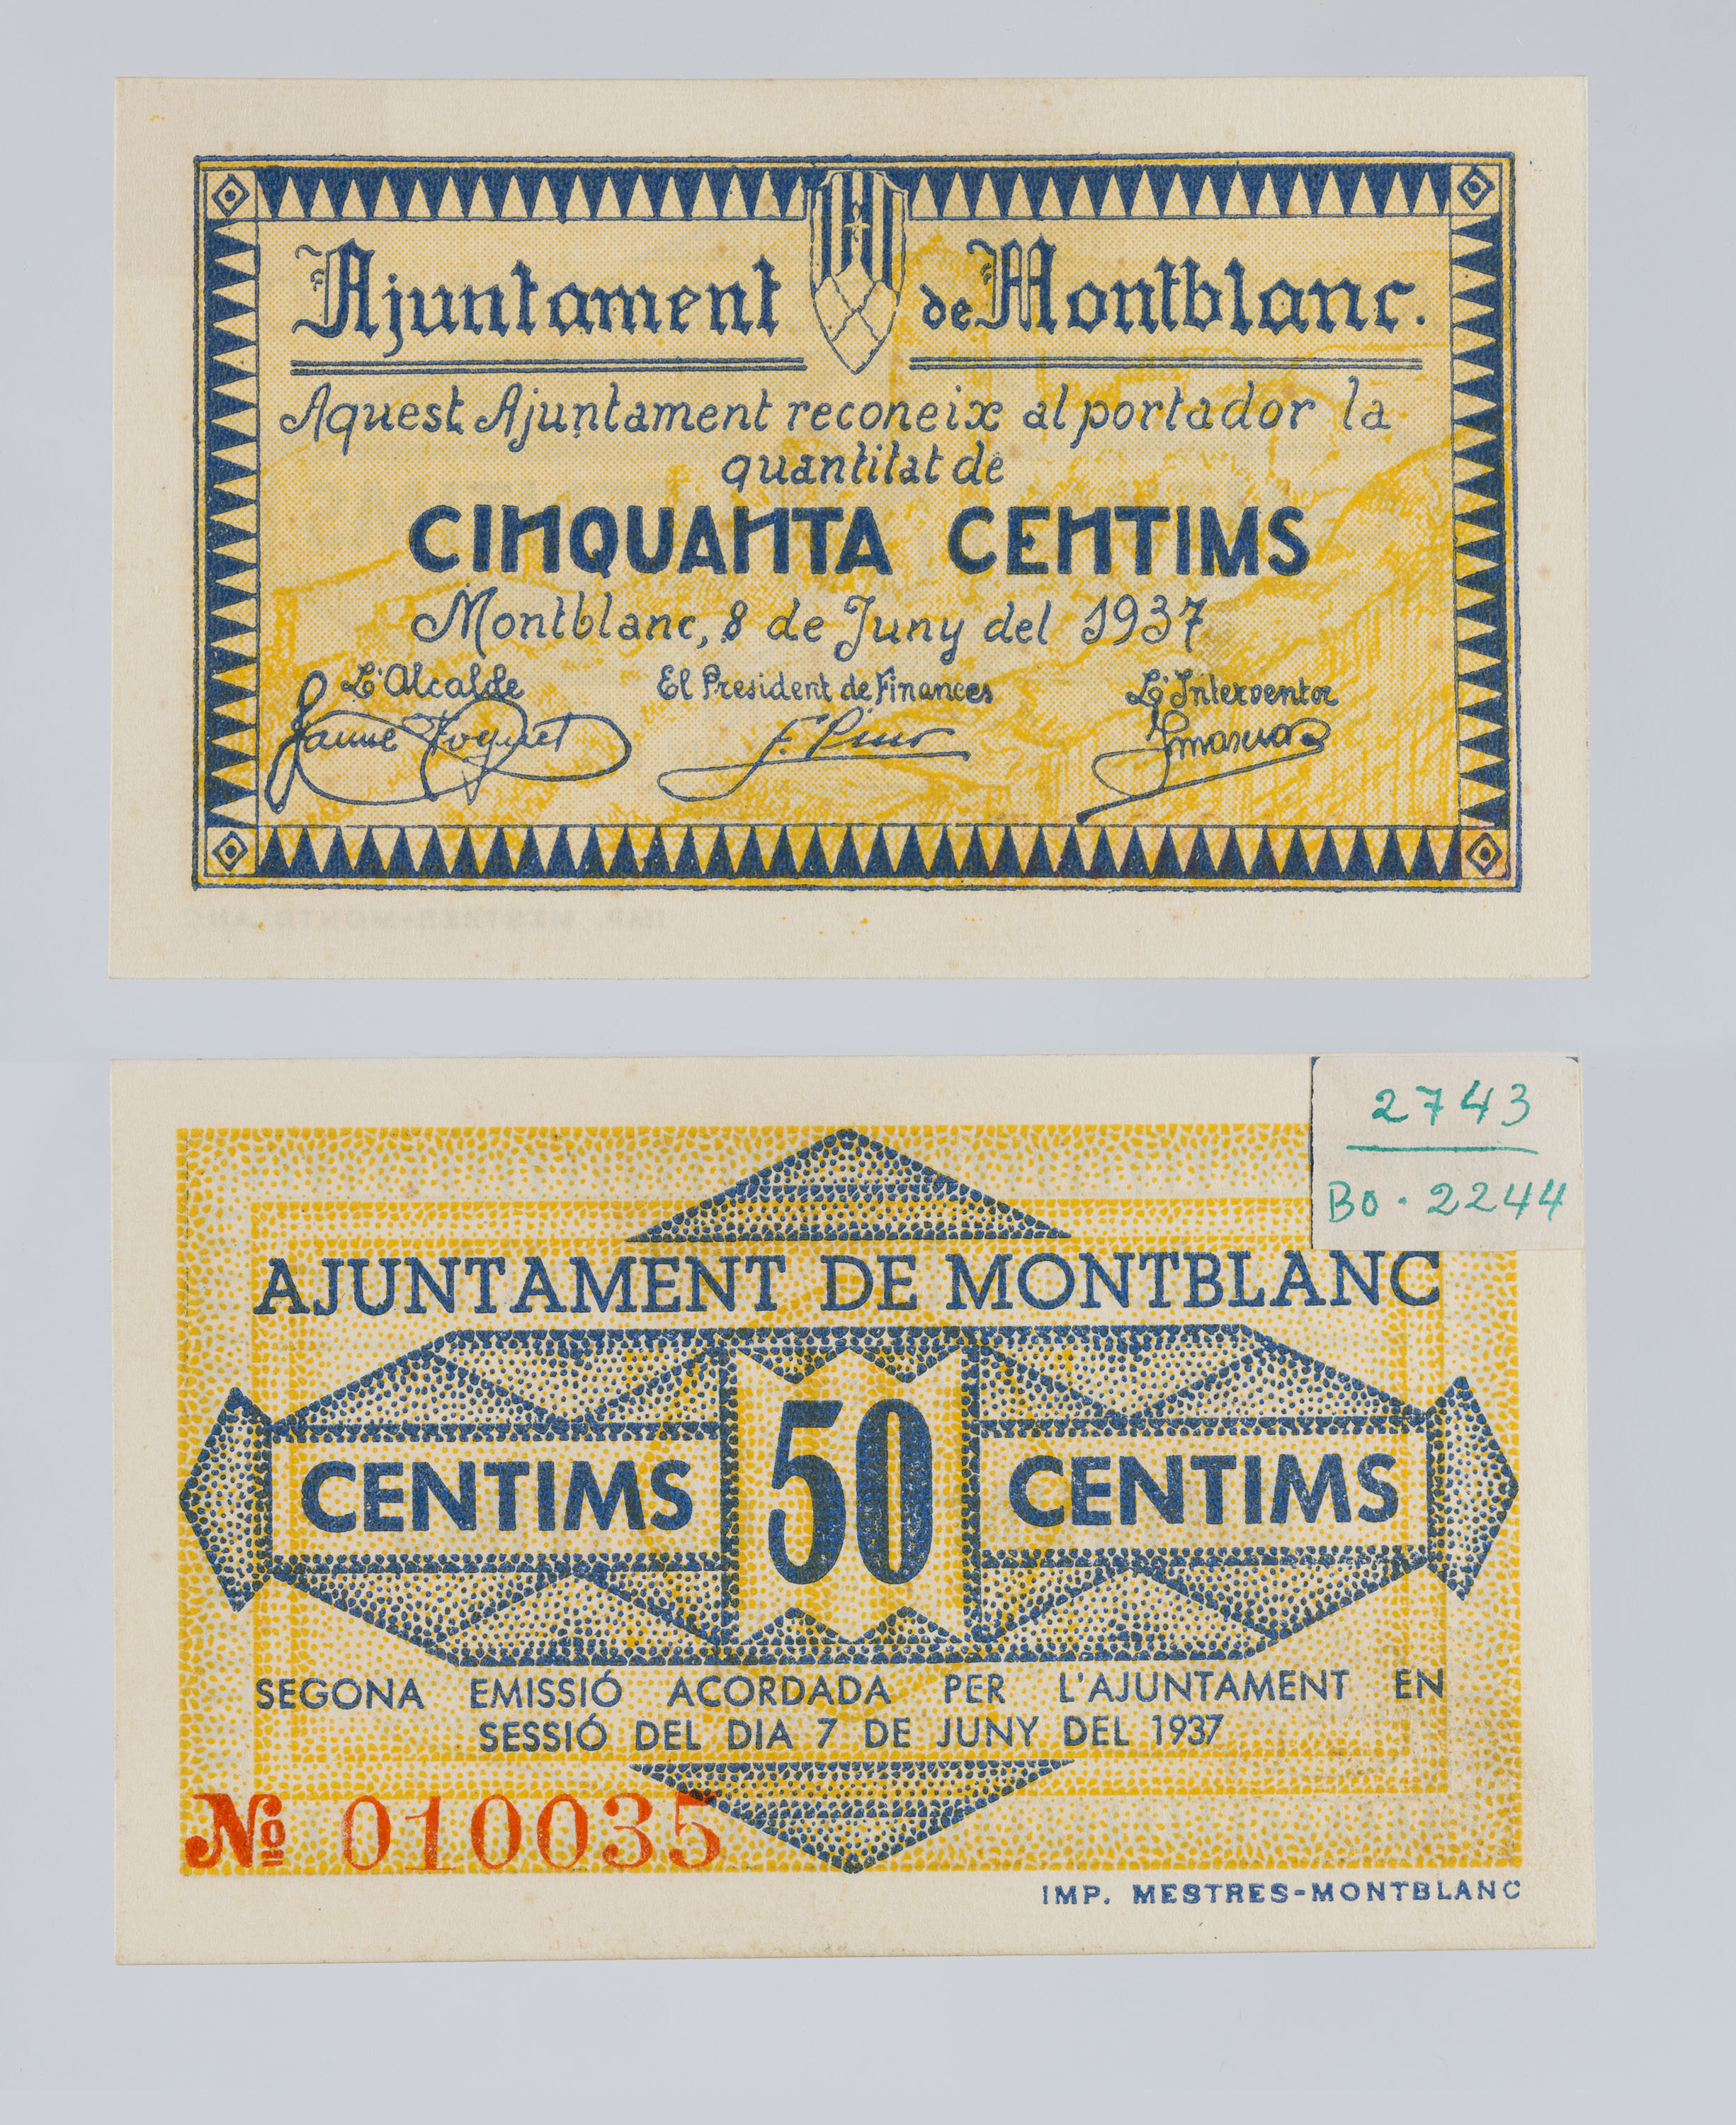 Ajuntament de Montblanc.
Aquest Ajuntament reconeix al portador la
quantitat de
CINQUANTA CENTIMS
Montblanc, 8 de Juny del 1937
L'Alcalde El President de Finances L'Interventor
Jaume
2743
Bo. 2244
AJUNTAMENT DE MONTBLANC
CENTIMS 50 CENTIMS
SEGONA EMISSIÓ ACORDADA PER L'AJUNTAMENT EN
SESSIÓ DEL DIA 7 DE JUNY DEL 1937
Nº 010035
IMP. MESTRES-MONTBLANC